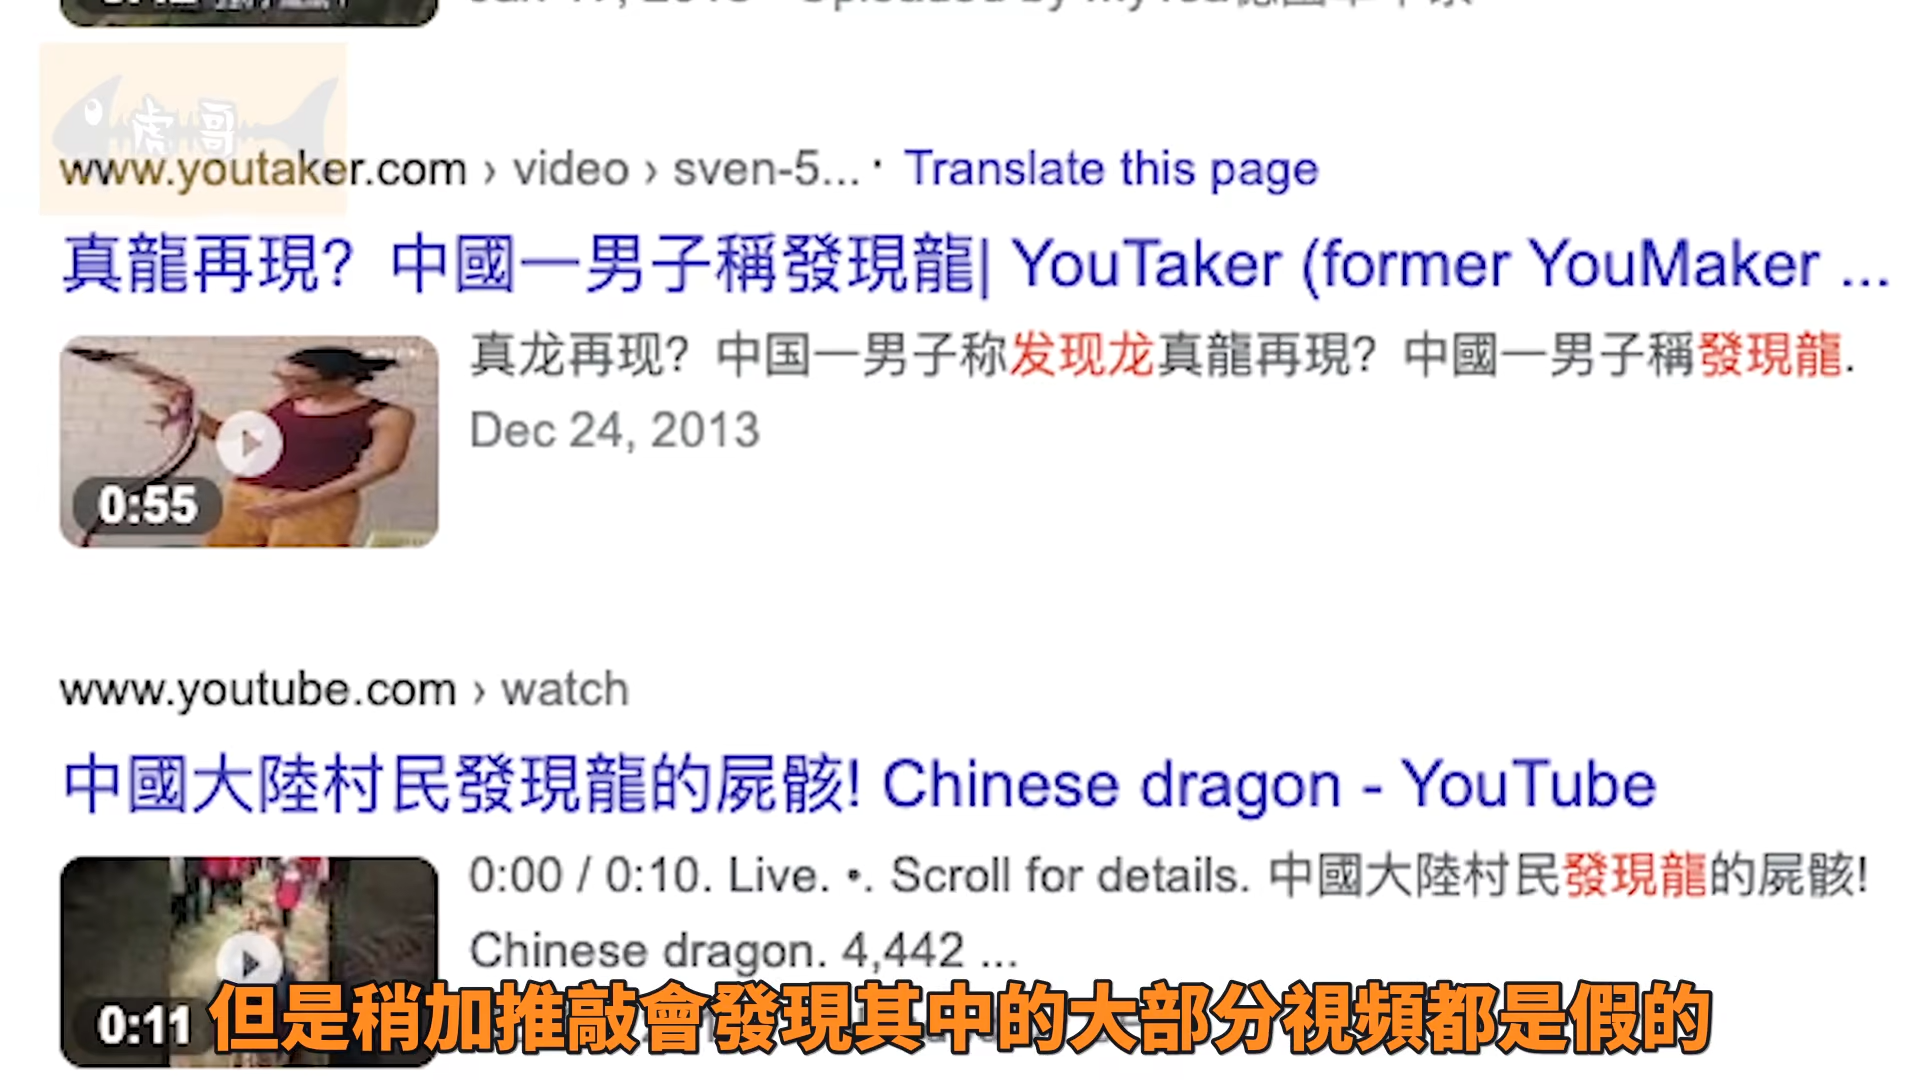 虎哥
www.youtaker.com › video › sven-5... · Translate this page
真龍再現? 中國一男子稱發現龍| YouTaker (former YouMaker ...
真龙再现? 中国一男子称发现龙真龍再現? 中國一男子稱發現龍.
Dec 24, 2013
0:55
www.youtube.com › watch
中國大陸村民發現龍的屍骸! Chinese dragon - YouTube
0:00 / 0:10. Live. •. Scroll for details. 中國大陸村民發現龍的屍骸!
Chinese dragon. 4,442 ...
0:11
但是稍加推敲會發現其中的大部分視頻都是假的